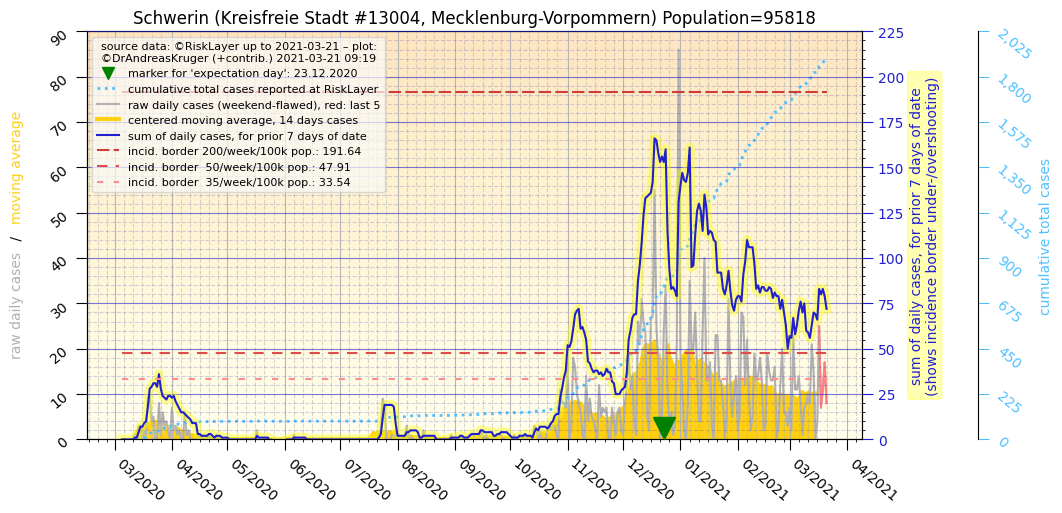 Schwerin (Kreisfreie Stadt #13004, Mecklenburg-Vorpommern) Population=95818
source data: ©RiskLayer up to 2021-03-21 – plot:
©DrAndreasKruger (+contrib.) 2021-03-21 09:19
marker for 'expectation day': 23.12.2020
cumulative total cases reported at RiskLayer
raw daily cases (weekend-flawed), red: last 5
centered moving average, 14 days cases
sum of daily cases, for prior 7 days of date
incid. border 200/week/100k pop.: 191.64
incid. border  50/week/100k pop.: 47.91
incid. border  35/week/100k pop.: 33.54
raw daily cases  /  moving average
90
80
70
60
50
40
30
20
10
0
03/2020
04/2020
05/2020
06/2020
07/2020
08/2020
09/2020
10/2020
11/2020
12/2020
01/2021
02/2021
03/2021
04/2021
225
200
175
150
125
100
75
50
25
0
sum of daily cases, for prior 7 days of date
(shows incidence border under-/overshooting)
2,025
1,800
1,575
1,350
1,125
900
675
450
225
0
cumulative total cases